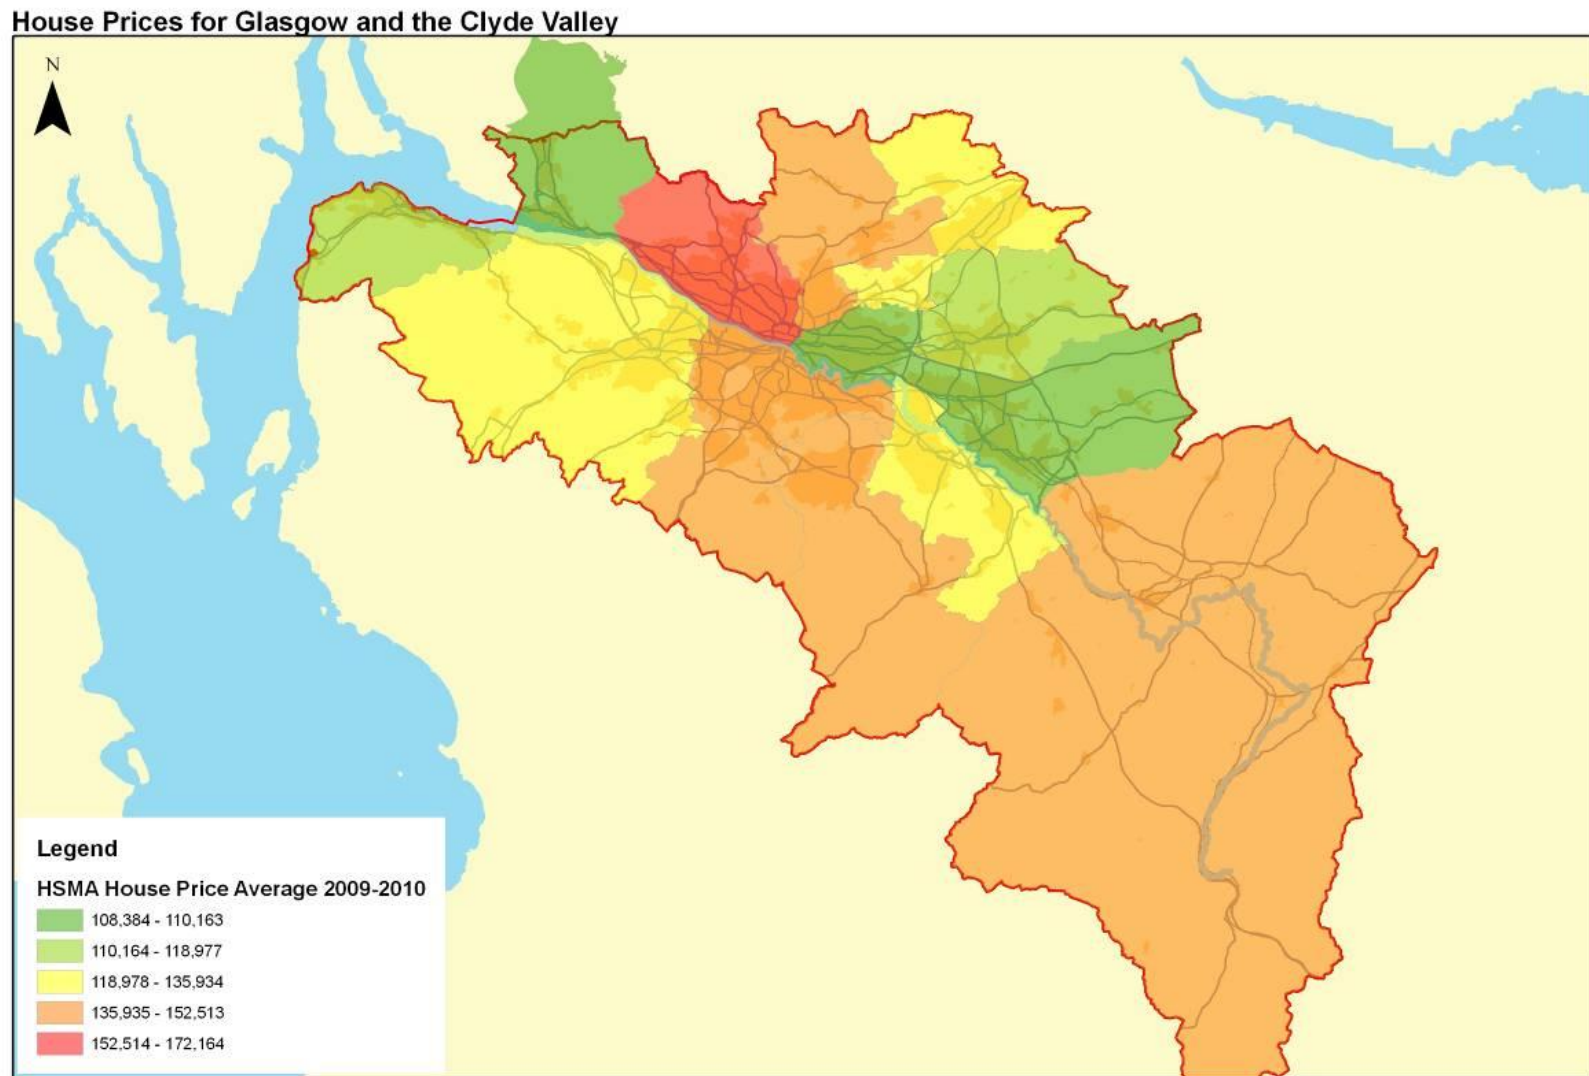 House Prices for Glasgow and the Clyde Valley
N
Legend
HSMA House Price Average 2009-2010
108,384 - 110,163
110,164 - 118,977
118,978 - 135,934
135,935 - 152,513
152,514 - 172,164